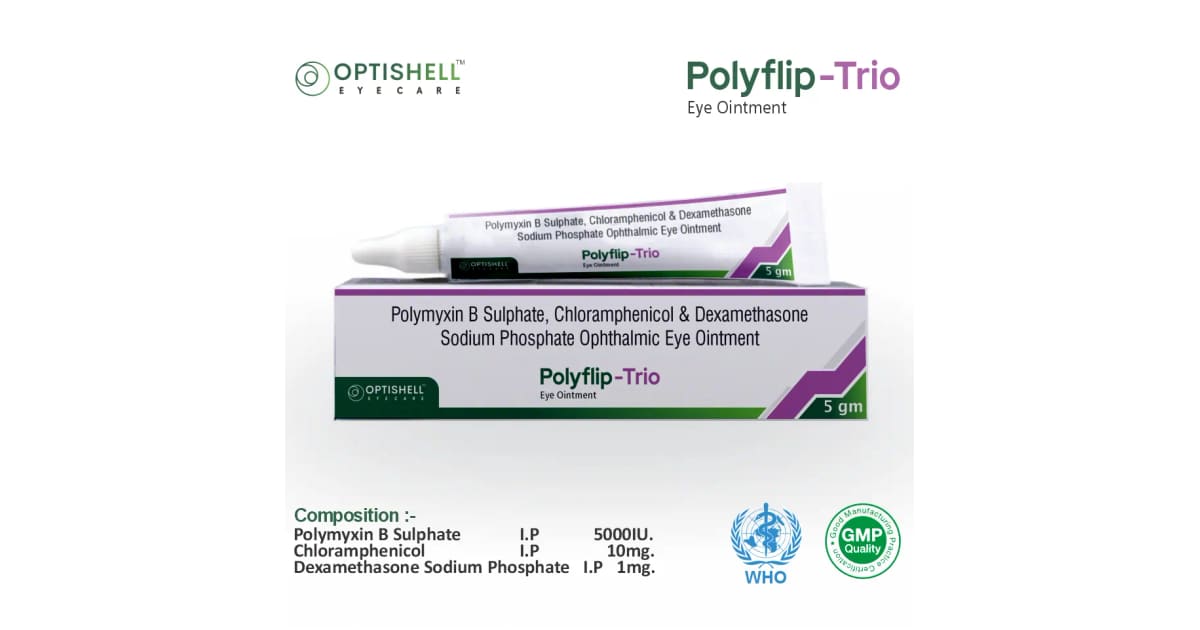 OPTISHELL™
EYECARE
Polyflip-Trio
Eye Ointment
Polymyxin B Sulphate, Chloramphenicol & Dexamethasone
Sodium Phosphate Ophthalmic Eye Ointment
Polyflip-Trio
Eye Ointment
OPTISHELL
EYECARE
5 gm
Polymyxin B Sulphate, Chloramphenicol & Dexamethasone
Sodium Phosphate Ophthalmic Eye Ointment
Polyflip-Trio
Eye Ointment
OPTISHELL™
EYECARE
5 gm
Composition :-
Polymyxin B Sulphate I.P 5000IU.
Chloramphenicol I.P 10mg.
Dexamethasone Sodium Phosphate I.P 1mg.
WHO
Good Manufacturing Practice Certification
GMP
Quality